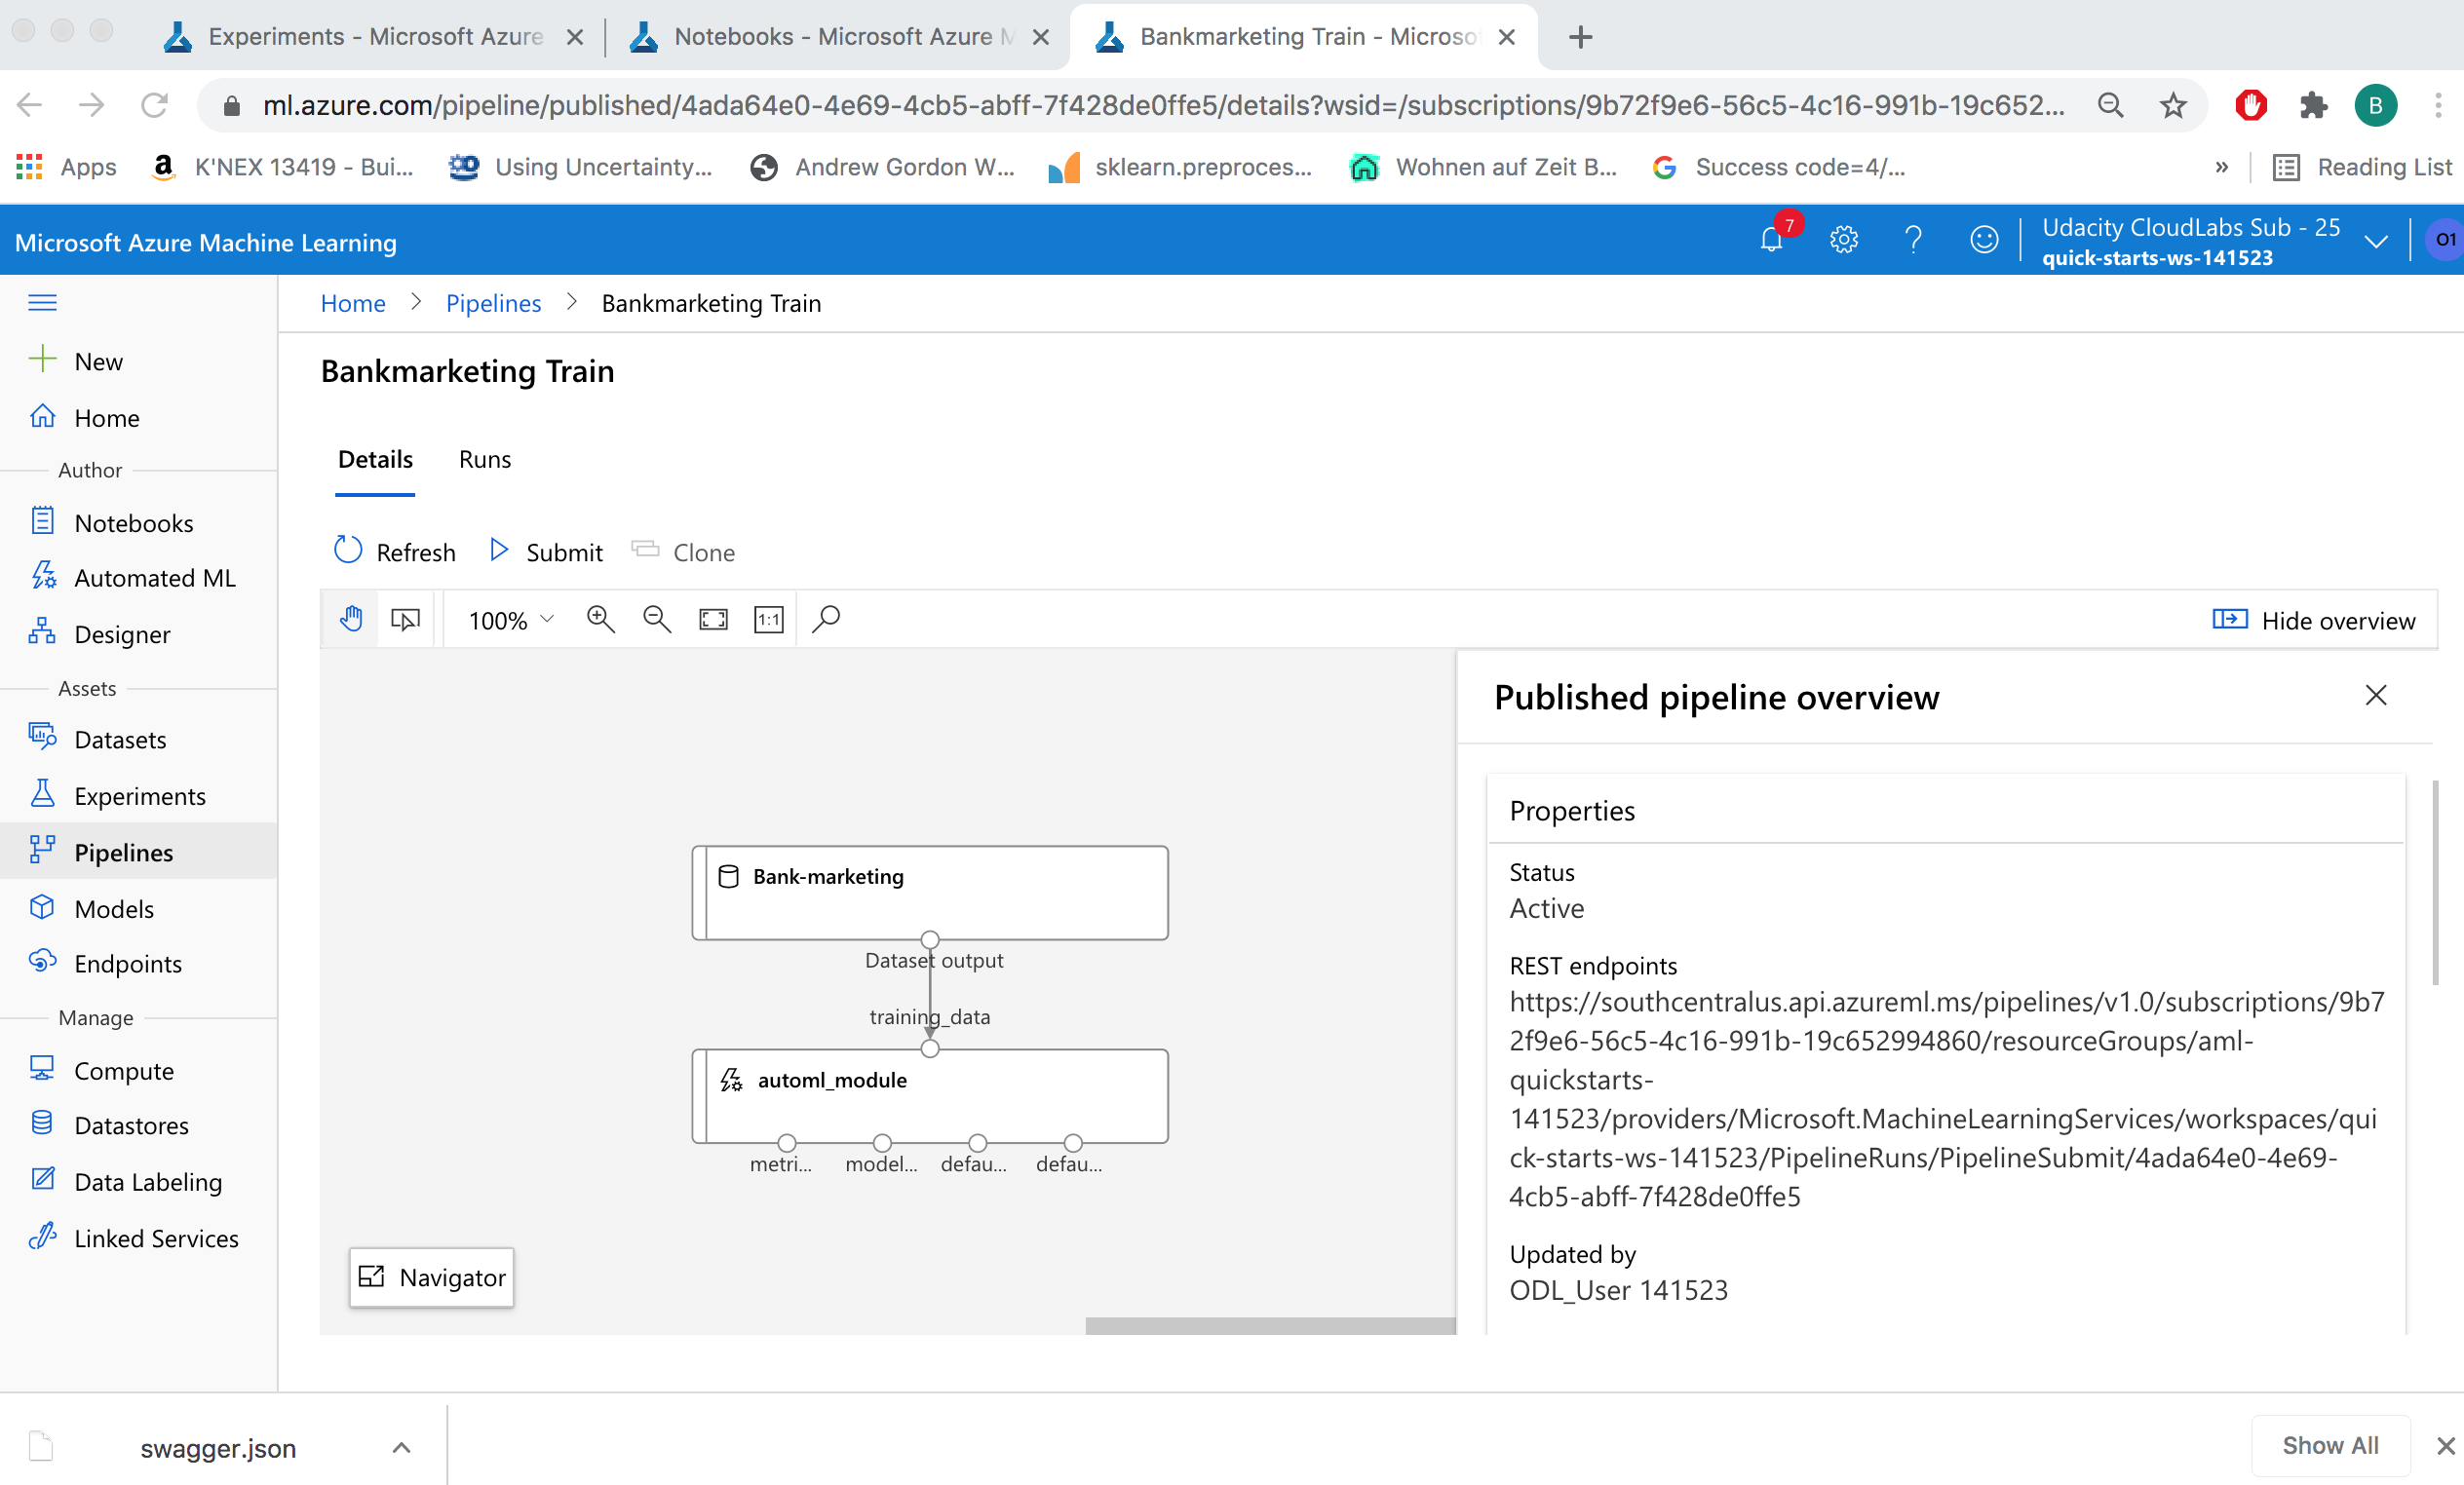 Experiments - Microsoft Azure
Notebooks - Microsoft Azure M
Bankmarketing Train - Microso
ml.azure.com/pipeline/published/4ada64e0-4e69-4cb5-abff-7f428de0ffe5/details?wsid=/subscriptions/9b72f9e6-56c5-4c16-991b-19c652...
B
Apps
K'NEX 13419 - Bui...
Using Uncertainty...
Andrew Gordon W...
sklearn.preproces...
Wohnen auf Zeit B...
Success code=4/...
»
Reading List
Microsoft Azure Machine Learning
7
Udacity CloudLabs Sub - 25
quick-starts-ws-141523
O1
Home > Pipelines > Bankmarketing Train
New
Home
Author
Notebooks
Automated ML
Designer
Assets
Datasets
Experiments
Pipelines
Models
Endpoints
Manage
Compute
Datastores
Data Labeling
Linked Services
Bankmarketing Train
Details
Runs
Refresh
Submit
Clone
100%
1:1
Hide overview
Bank-marketing
Dataset output
training_data
automl_module
metri...
model...
defau...
defau...
Navigator
Published pipeline overview
Properties
Status
Active
REST endpoints
https://southcentralus.api.azureml.ms/pipelines/v1.0/subscriptions/9b7
2f9e6-56c5-4c16-991b-19c652994860/resourceGroups/aml-
quickstarts-
141523/providers/Microsoft.MachineLearningServices/workspaces/qui
ck-starts-ws-141523/PipelineRuns/PipelineSubmit/4ada64e0-4e69-
4cb5-abff-7f428de0ffe5
Updated by
ODL_User 141523
swagger.json
Show All